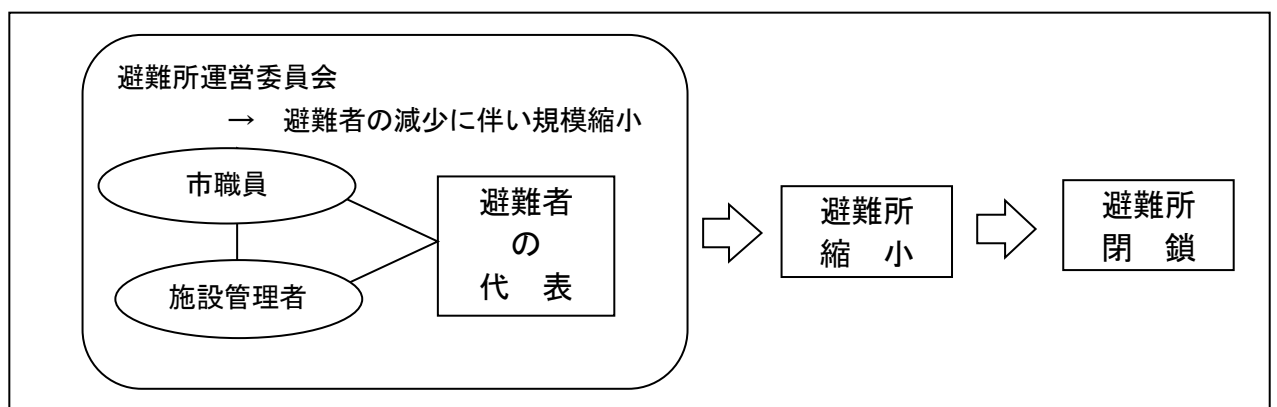 避難所運営委員会
→ 避難者の減少に伴い規模縮小
市職員
施設管理者
避難者
の
代 表
避難所
縮 小
避難所
閉 鎖